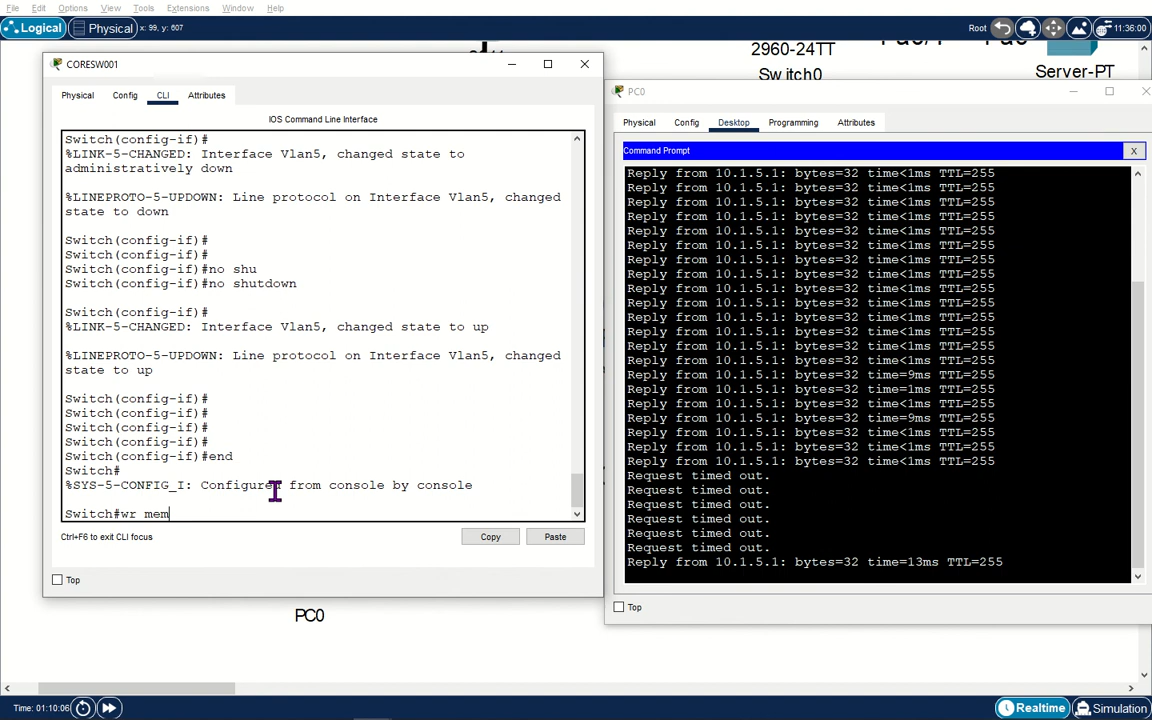 File Edit Options View Tools Extensions Window Help
Logical Physical x: 99, y: 607 Root 11:36:00
2960-24TT
Switch0
Server-PT
CORESW001
Physical Config CLI Attributes
IOS Command Line Interface
Switch(config-if)#
%LINK-5-CHANGED: Interface Vlan5, changed state to
administratively down
%LINEPROTO-5-UPDOWN: Line protocol on Interface Vlan5, changed
state to down
Switch(config-if)#
Switch(config-if)#
Switch(config-if)#no shu
Switch(config-if)#no shutdown
Switch(config-if)#
%LINK-5-CHANGED: Interface Vlan5, changed state to up
%LINEPROTO-5-UPDOWN: Line protocol on Interface Vlan5, changed
state to up
Switch(config-if)#
Switch(config-if)#
Switch(config-if)#
Switch(config-if)#
Switch(config-if)#end
Switch#
%SYS-5-CONFIG_I: Configured from console by console
Switch#wr mem
Ctrl+F6 to exit CLI focus
Copy Paste
Top
PC0
Physical Config Desktop Programming Attributes
Command Prompt X
Reply from 10.1.5.1: bytes=32 time<1ms TTL=255
Reply from 10.1.5.1: bytes=32 time<1ms TTL=255
Reply from 10.1.5.1: bytes=32 time<1ms TTL=255
Reply from 10.1.5.1: bytes=32 time<1ms TTL=255
Reply from 10.1.5.1: bytes=32 time<1ms TTL=255
Reply from 10.1.5.1: bytes=32 time<1ms TTL=255
Reply from 10.1.5.1: bytes=32 time<1ms TTL=255
Reply from 10.1.5.1: bytes=32 time<1ms TTL=255
Reply from 10.1.5.1: bytes=32 time<1ms TTL=255
Reply from 10.1.5.1: bytes=32 time<1ms TTL=255
Reply from 10.1.5.1: bytes=32 time<1ms TTL=255
Reply from 10.1.5.1: bytes=32 time<1ms TTL=255
Reply from 10.1.5.1: bytes=32 time<1ms TTL=255
Reply from 10.1.5.1: bytes=32 time<1ms TTL=255
Reply from 10.1.5.1: bytes=32 time=9ms TTL=255
Reply from 10.1.5.1: bytes=32 time=1ms TTL=255
Reply from 10.1.5.1: bytes=32 time<1ms TTL=255
Reply from 10.1.5.1: bytes=32 time=9ms TTL=255
Reply from 10.1.5.1: bytes=32 time<1ms TTL=255
Reply from 10.1.5.1: bytes=32 time<1ms TTL=255
Reply from 10.1.5.1: bytes=32 time<1ms TTL=255
Request timed out.
Request timed out.
Request timed out.
Request timed out.
Request timed out.
Request timed out.
Reply from 10.1.5.1: bytes=32 time=13ms TTL=255
Top
PC0
Time: 01:10:06 Realtime Simulation